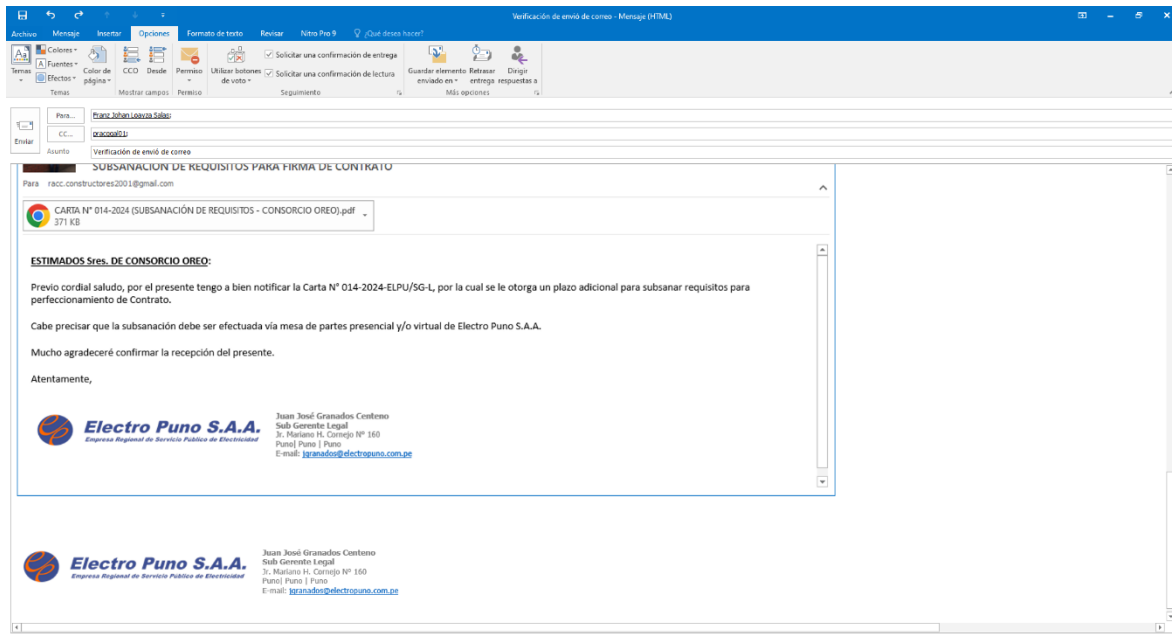 Verificación de envió de correo - Mensaje (HTML)
Archivo Mensaje Insertar Opciones Formato de texto Revisar Nitro Pro 9 ¿Qué desea hacer?
Temas
Colores
Fuentes
Efectos
Color de página
CCO
Desde
Permiso
Utilizar botones de voto
Solicitar una confirmación de entrega
Solicitar una confirmación de lectura
Guardar elemento enviado en
Retrasar entrega
Dirigir respuestas a
Temas Mostrar campos Permiso Seguimiento Más opciones
Enviar
Para... Franz Johan Loayza Salas;
CC... pracogal01;
Asunto Verificación de envió de correo
SUBSANACIÓN DE REQUISITOS PARA FIRMA DE CONTRATO
Para racc.constructores2001@gmail.com
CARTA N° 014-2024 (SUBSANACIÓN DE REQUISITOS - CONSORCIO OREO).pdf
371 KB
ESTIMADOS Sres. DE CONSORCIO OREO:
Previo cordial saludo, por el presente tengo a bien notificar la Carta N° 014-2024-ELPU/SG-L, por la cual se le otorga un plazo adicional para subsanar requisitos para
perfeccionamiento de Contrato.
Cabe precisar que la subsanación debe ser efectuada vía mesa de partes presencial y/o virtual de Electro Puno S.A.A.
Mucho agradeceré confirmar la recepción del presente.
Atentamente,
Electro Puno S.A.A.
Empresa Regional de Servicio Público de Electricidad
Juan José Granados Centeno
Sub Gerente Legal
Jr. Mariano H. Cornejo Nº 160
Puno| Puno | Puno
E-mail: jgranados@electropuno.com.pe
Electro Puno S.A.A.
Empresa Regional de Servicio Público de Electricidad
Juan José Granados Centeno
Sub Gerente Legal
Jr. Mariano H. Cornejo Nº 160
Puno| Puno | Puno
E-mail: jgranados@electropuno.com.pe